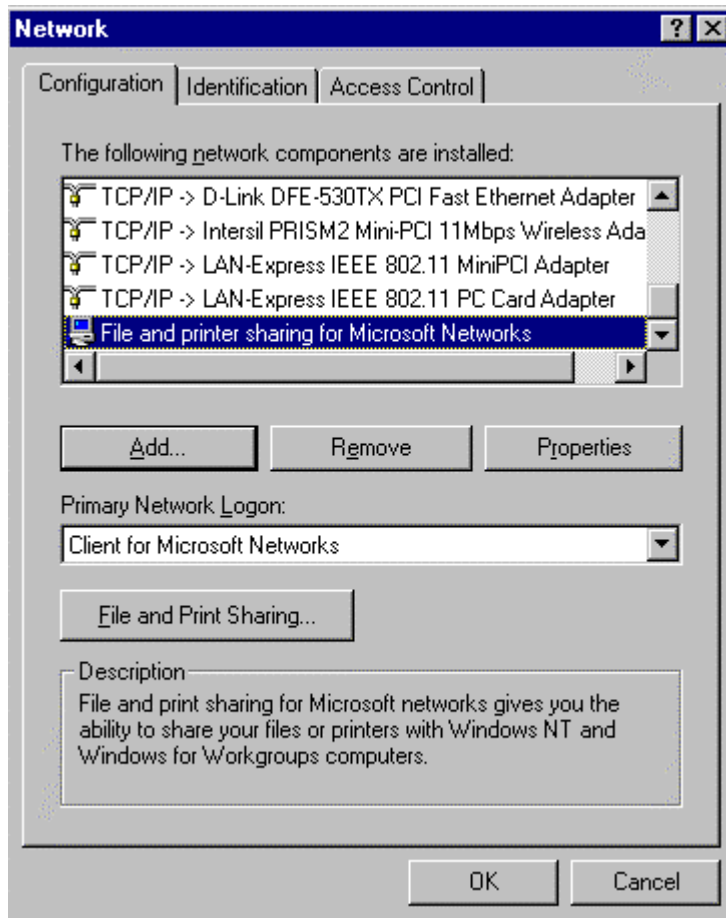 Network
Configuration Identification Access Control
The following network components are installed:
TCP/IP -> D-Link DFE-530TX PCI Fast Ethernet Adapter
TCP/IP -> Intersil PRISM2 Mini-PCI 11Mbps Wireless Ada
TCP/IP -> LAN-Express IEEE 802.11 MiniPCI Adapter
TCP/IP -> LAN-Express IEEE 802.11 PC Card Adapter
File and printer sharing for Microsoft Networks
Add... Remove Properties
Primary Network Logon:
Client for Microsoft Networks
File and Print Sharing...
Description
File and print sharing for Microsoft networks gives you the
ability to share your files or printers with Windows NT and
Windows for Workgroups computers.
OK Cancel